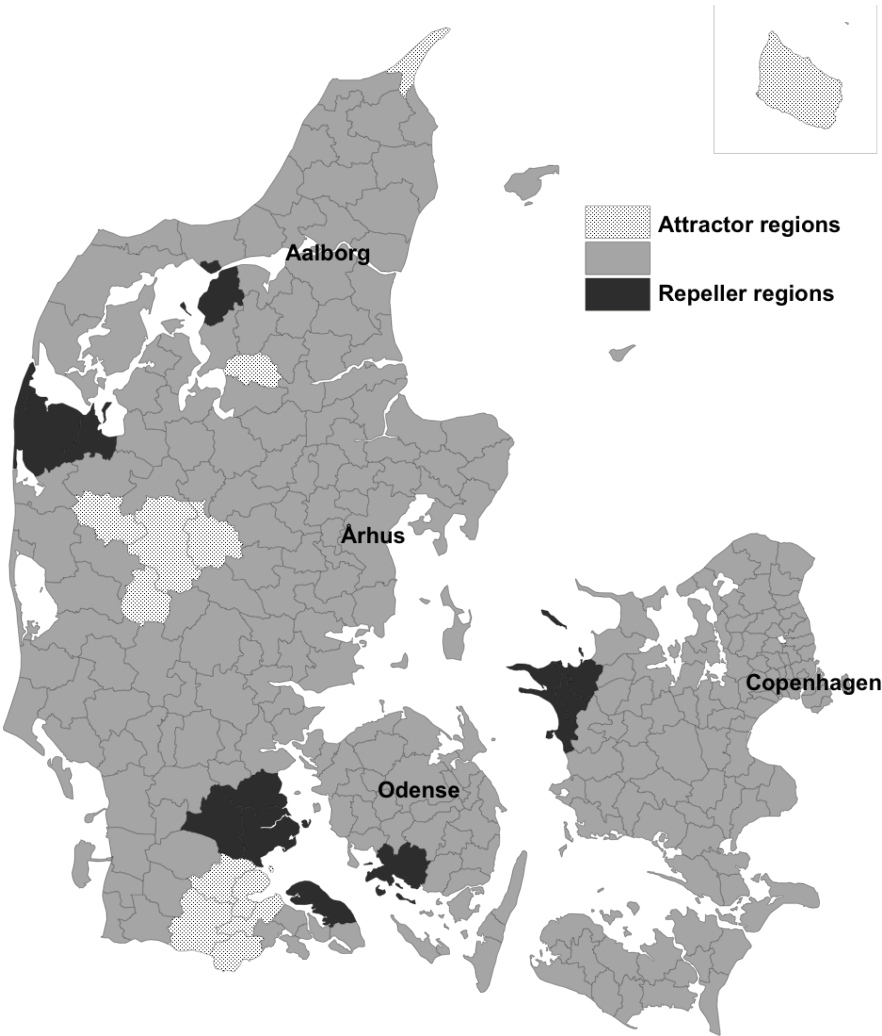 Attractor regions
Aalborg
Repeller regions
Århus
Copenhagen
Odense